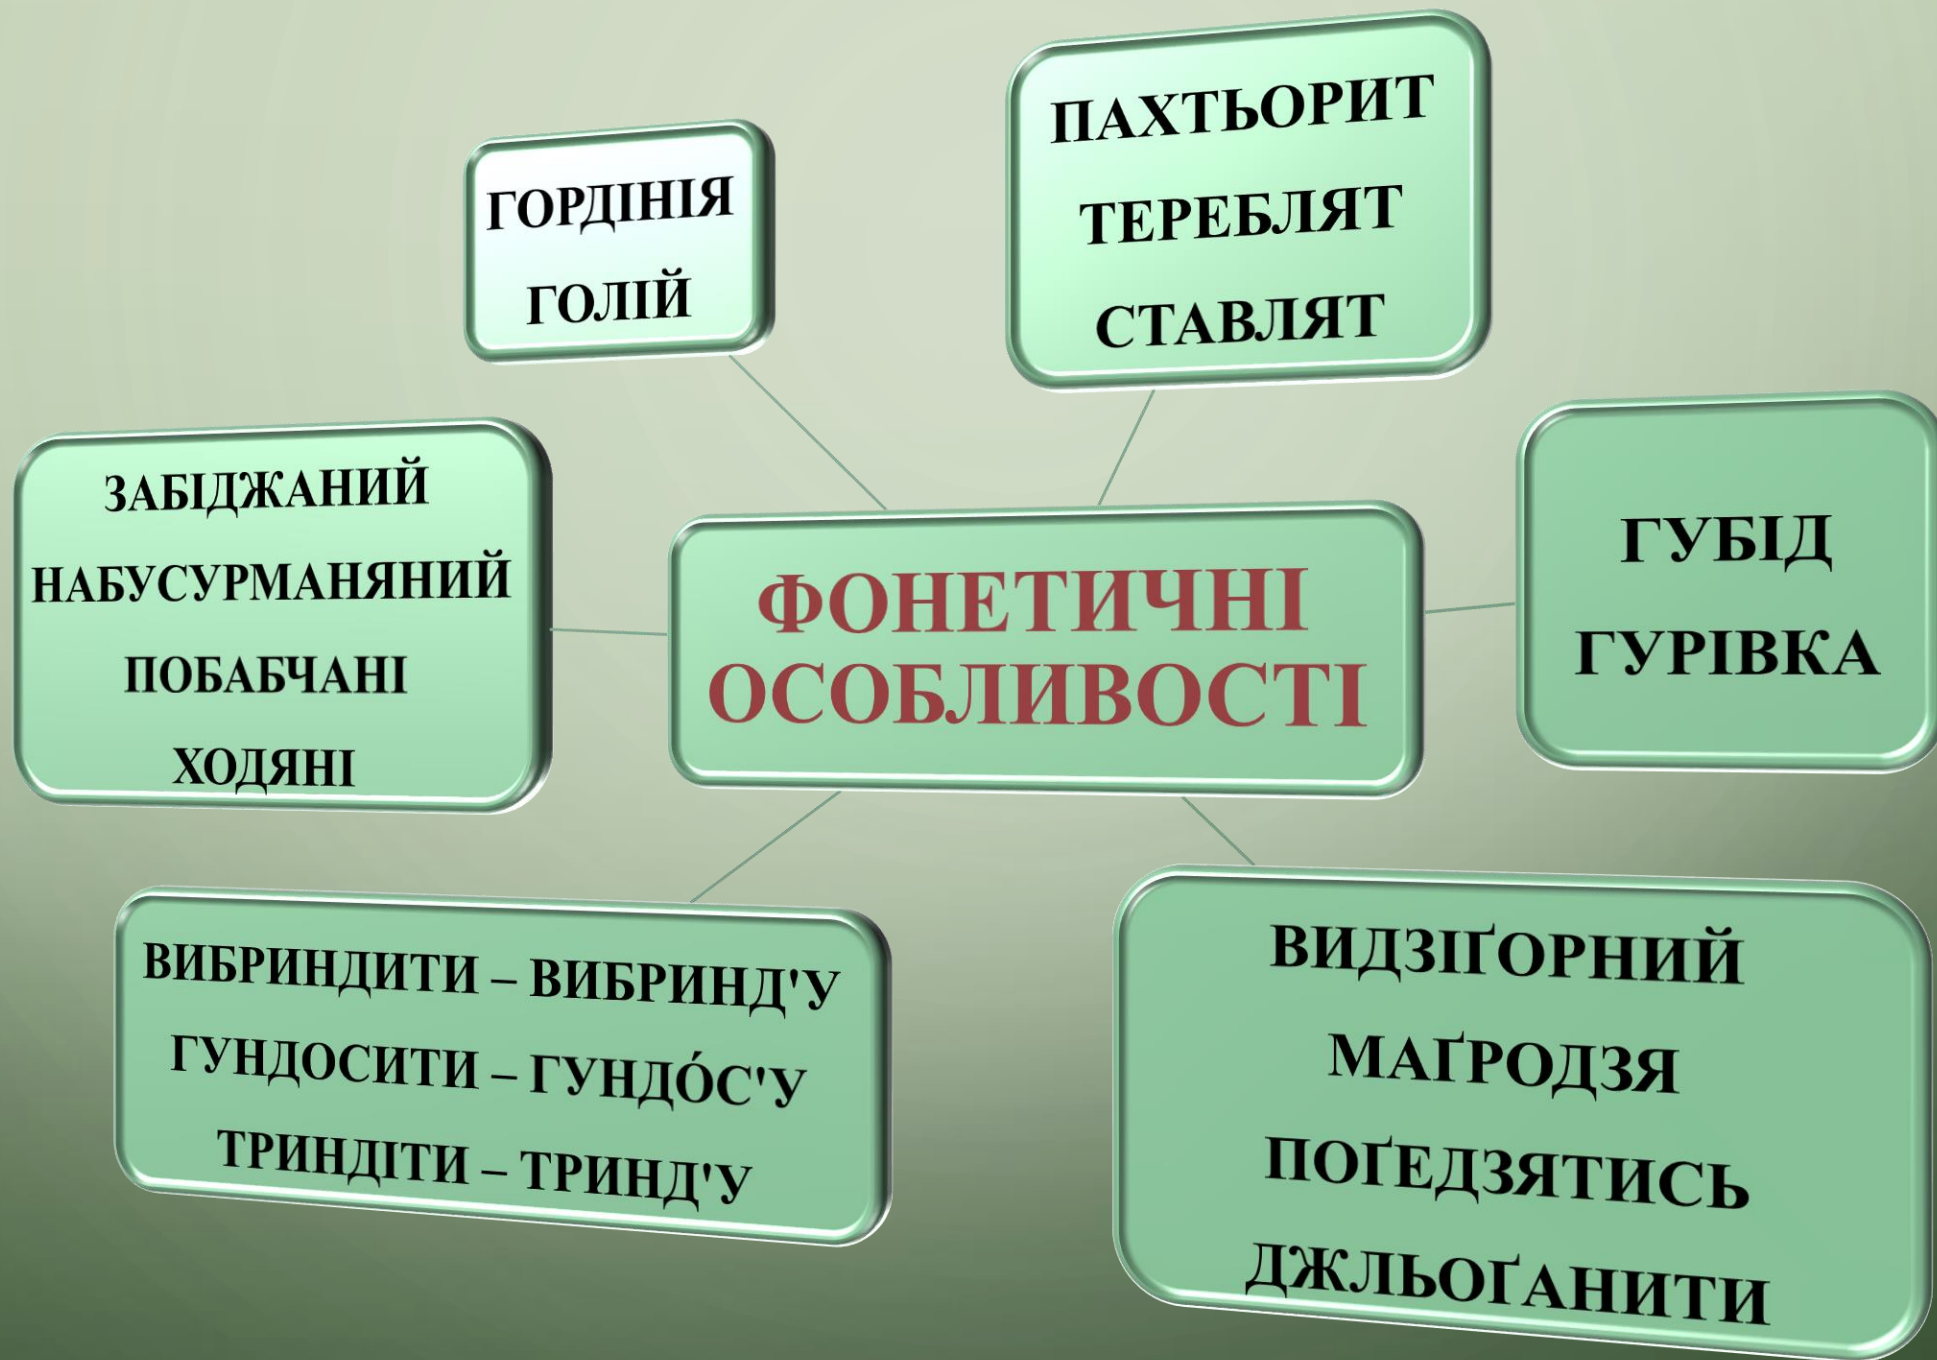 ГОРДІНІЯ
ГОЛІЙ
ПАХТЬОРИТ
ТЕРЕБЛЯТ
СТАВЛЯТ
ЗАБІДЖАНИЙ
НАБУСУРМАНЯНИЙ
ПОБАБЧАНІ
ХОДЯНІ
ФОНЕТИЧНІ
ОСОБЛИВОСТІ
ГУБІД
ГУРІВКА
ВИБРИНДИТИ – ВИБРИНД'У
ГУНДОСИТИ – ГУНДО́С'У
ТРИНДІТИ – ТРИНД'У
ВИДЗІҐОРНИЙ
МАҐРОДЗЯ
ПОҐЕДЗЯТИСЬ
ДЖЛЬОҐАНИТИ